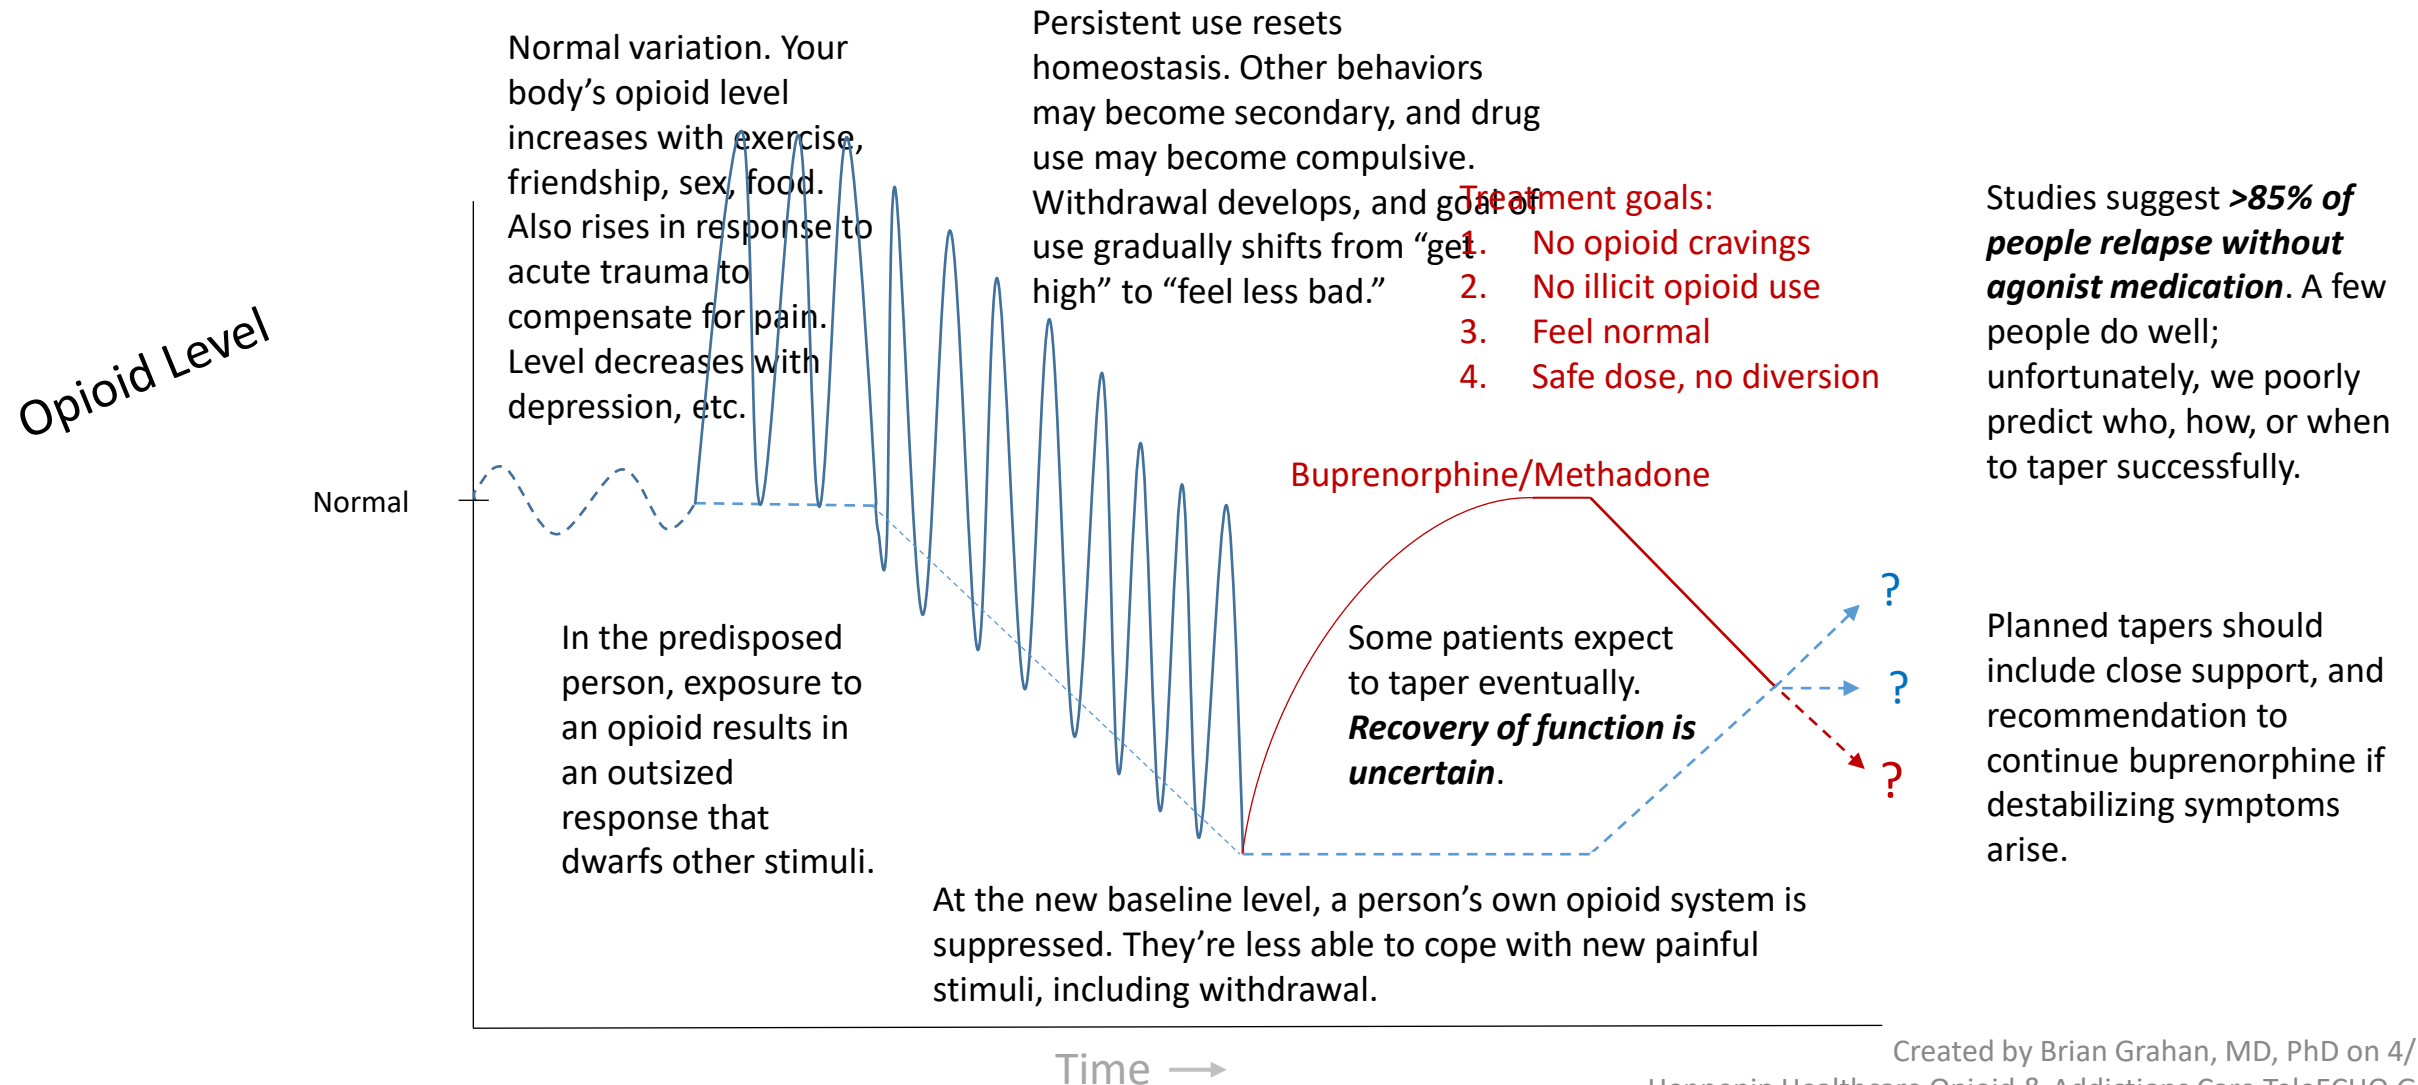 Normal variation. Your
body’s opioid level
increases with exercise,
friendship, sex, food.
Also rises in response to
acute trauma to
compensate for pain.
Level decreases with
depression, etc.
Persistent use resets
homeostasis. Other behaviors
may become secondary, and drug
use may become compulsive.
Withdrawal develops, and goal of
use gradually shifts from “get
high” to “feel less bad.”
Treatment goals:
1. No opioid cravings
2. No illicit opioid use
3. Feel normal
4. Safe dose, no diversion
Studies suggest >85% of
people relapse without
agonist medication. A few
people do well;
unfortunately, we poorly
predict who, how, or when
to taper successfully.
Opioid Level
Normal
Buprenorphine/Methadone
?
?
?
In the predisposed
person, exposure to
an opioid results in
an outsized
response that
dwarfs other stimuli.
Some patients expect
to taper eventually.
Recovery of function is
uncertain.
Planned tapers should
include close support, and
recommendation to
continue buprenorphine if
destabilizing symptoms
arise.
At the new baseline level, a person’s own opioid system is
suppressed. They’re less able to cope with new painful
stimuli, including withdrawal.
Time
Created by Brian Grahan, MD, PhD on 4/
Hennepin Healthcare Opioid & Addictions Care TeleECHO